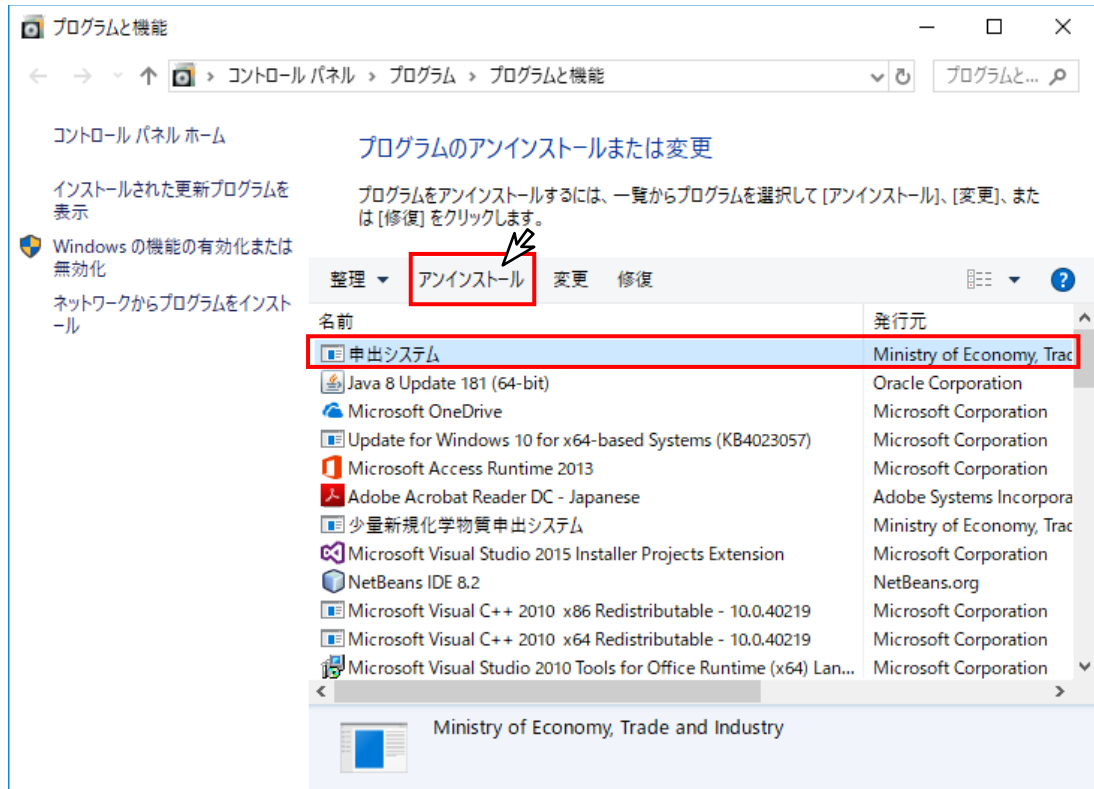 プログラムと機能
コントロール パネル › プログラム › プログラムと機能
プログラムと...
コントロール パネル ホーム
インストールされた更新プログラムを
表示
Windows の機能の有効化または
無効化
ネットワークからプログラムをインスト
ール
プログラムのアンインストールまたは変更
プログラムをアンインストールするには、一覧からプログラムを選択して [アンインストール]、[変更]、また
は [修復] をクリックします。
整理 アンインストール 変更 修復
名前 発行元
申出システム Ministry of Economy, Trad
Java 8 Update 181 (64-bit) Oracle Corporation
Microsoft OneDrive Microsoft Corporation
Update for Windows 10 for x64-based Systems (KB4023057) Microsoft Corporation
Microsoft Access Runtime 2013 Microsoft Corporation
Adobe Acrobat Reader DC - Japanese Adobe Systems Incorpora
少量新規化学物質申出システム Ministry of Economy, Trad
Microsoft Visual Studio 2015 Installer Projects Extension Microsoft Corporation
NetBeans IDE 8.2 NetBeans.org
Microsoft Visual C++ 2010  x86 Redistributable - 10.0.40219 Microsoft Corporation
Microsoft Visual C++ 2010  x64 Redistributable - 10.0.40219 Microsoft Corporation
Microsoft Visual Studio 2010 Tools for Office Runtime (x64) Lan... Microsoft Corporation
Ministry of Economy, Trade and Industry